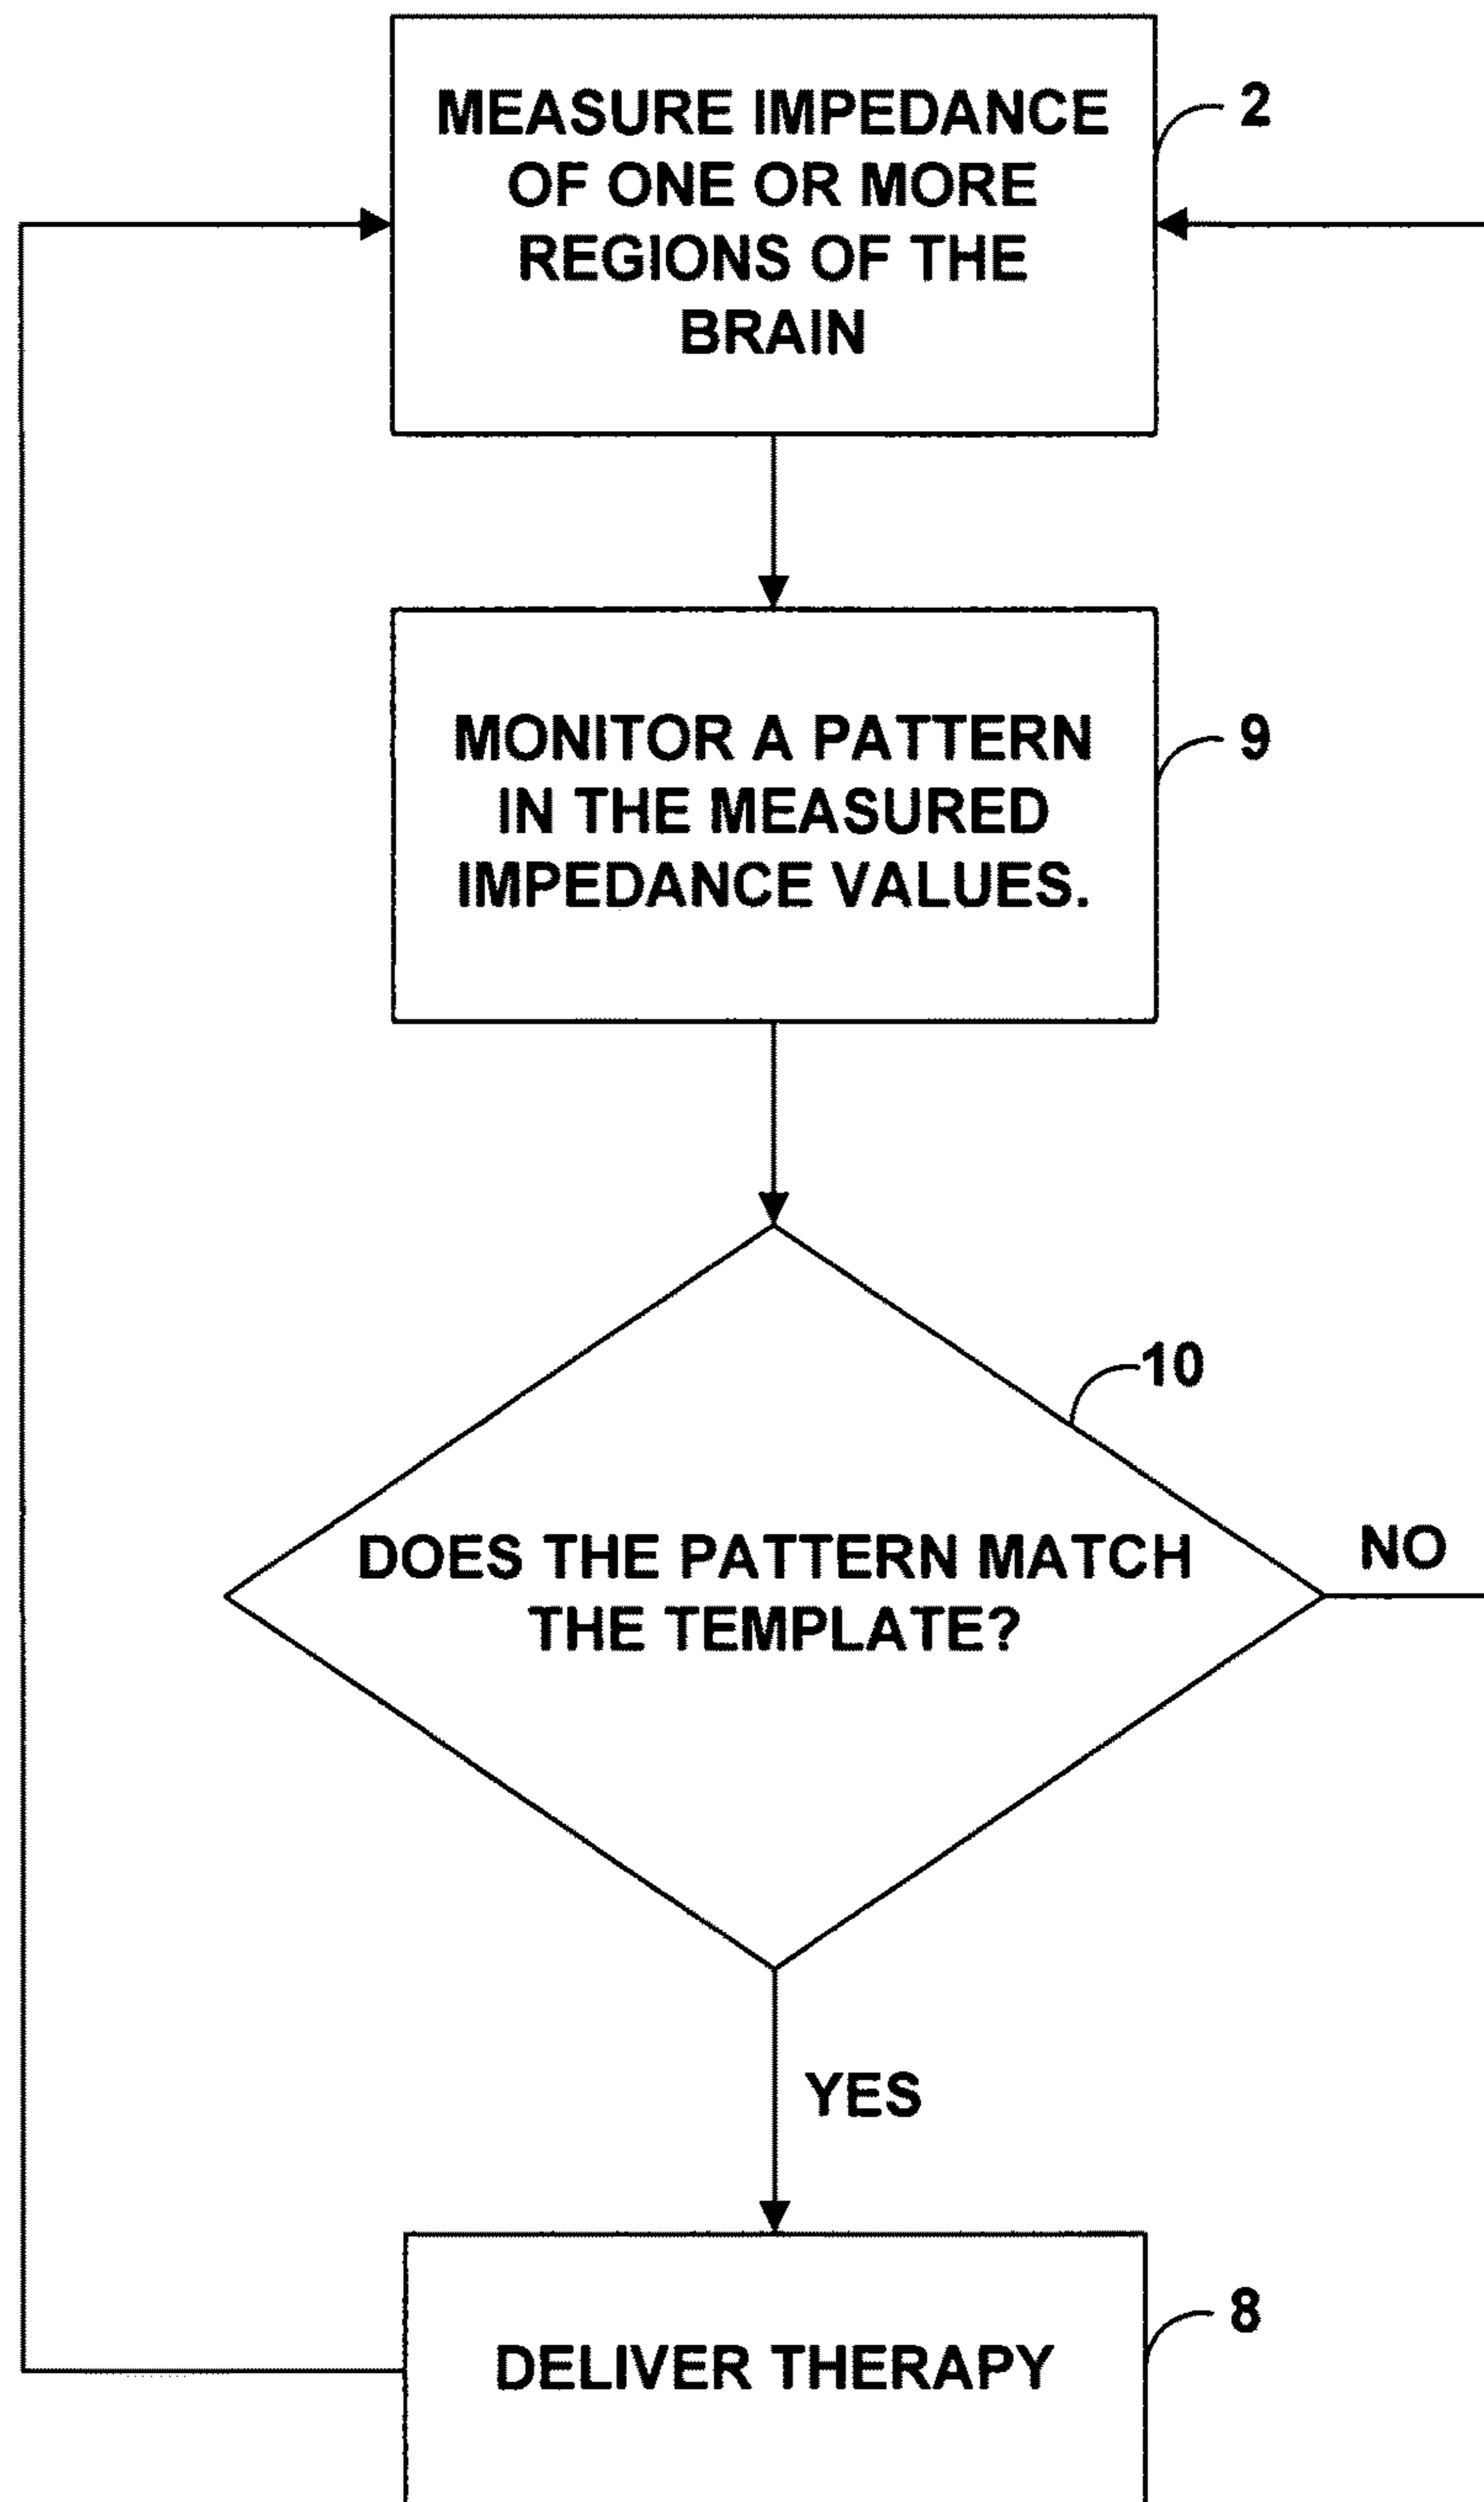 MEASURE IMPEDANCE
OF ONE OR MORE
REGIONS OF THE
BRAIN
2
MONITOR A PATTERN
IN THE MEASURED
IMPEDANCE VALUES.
9
10
DOES THE PATTERN MATCH
THE TEMPLATE?
NO
YES
DELIVER THERAPY
8